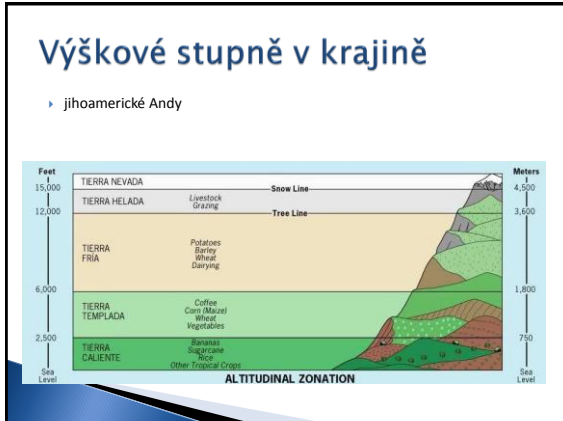 Výškové stupně v krajině
jihoamerické Andy
Feet
Meters
15,000
TIERRA NEVADA
Snow Line
4,500
TIERRA HELADA
Livestock
Grazing
12,000
Tree Line
3,600
TIERRA
FRÍA
Potatoes
Barley
Wheat
Dairying
6,000
1,800
TIERRA
TEMPLADA
Coffee
Corn (Maize)
Wheat
Vegetables
2,500
750
TIERRA
CALIENTE
Bananas
Sugarcane
Rice
Other Tropical Crops
Sea
Level
ALTITUDINAL ZONATION
Sea
Level